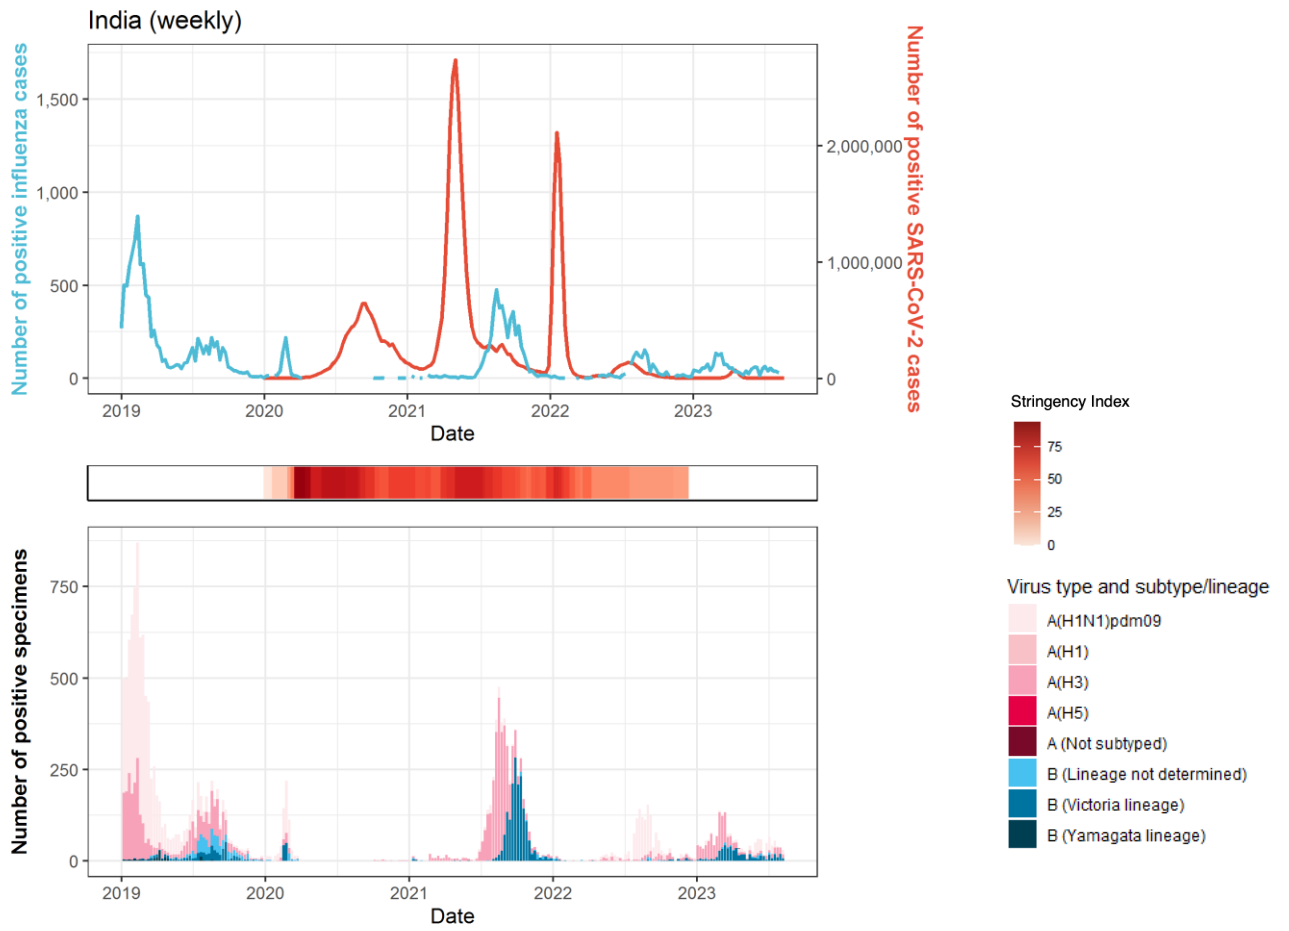 India (weekly)
Number of positive influenza cases
1,500
1,000
500
0
2,000,000
1,000,000
0
Number of positive SARS-CoV-2 cases
2019
2020
2021
2022
2023
Date
Stringency Index
75
50
25
0
Number of positive specimens
750
500
250
0
2019
2020
2021
2022
2023
Date
Virus type and subtype/lineage
A(H1N1)pdm09
A(H1)
A(H3)
A(H5)
A (Not subtyped)
B (Lineage not determined)
B (Victoria lineage)
B (Yamagata lineage)